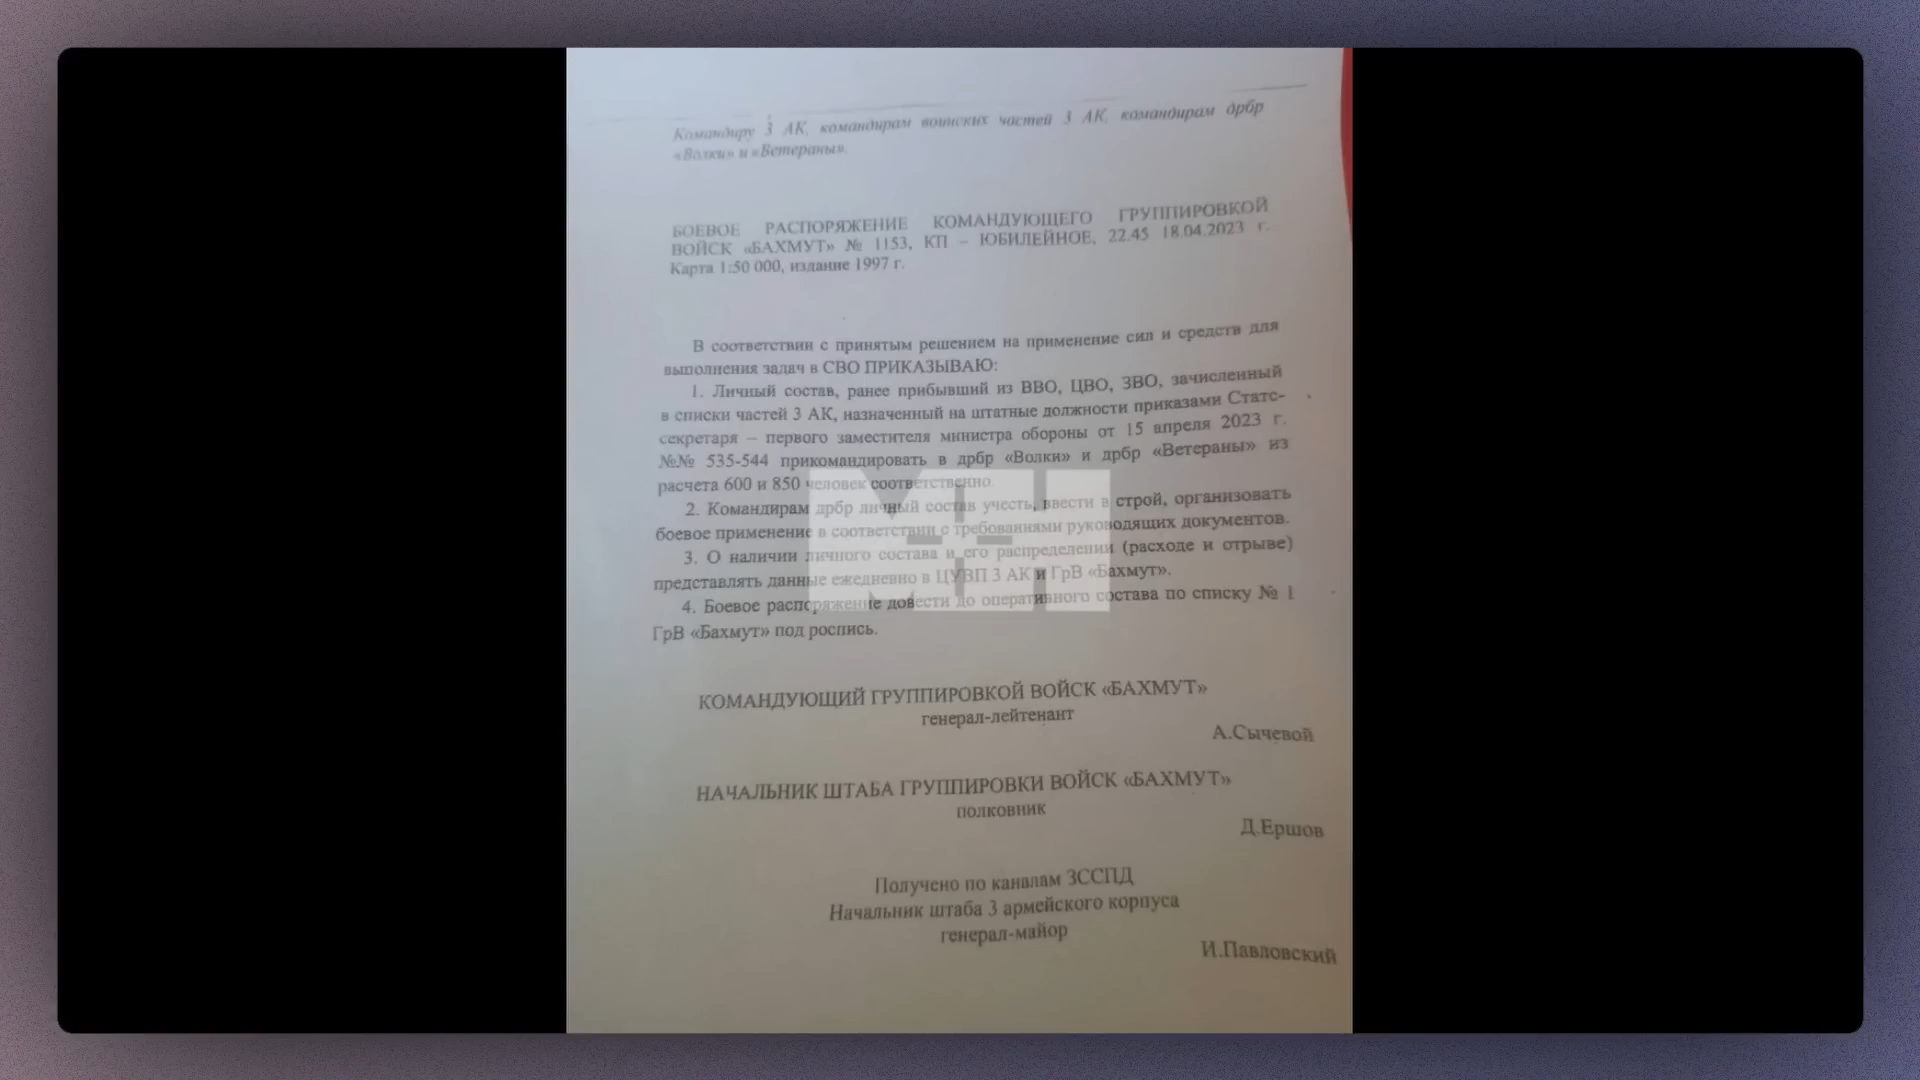 Командиру 3 АК, командирам воинских частей 3 АК, командирам дрбр
«Волки» и «Ветераны».
БОЕВОЕ РАСПОРЯЖЕНИЕ КОМАНДУЮЩЕГО ГРУППИРОВКОЙ
ВОЙСК «БАХМУТ» № 1153, КП – ЮБИЛЕЙНОЕ, 22.45 18.04.2023 г.
Карта 1:50 000, издание 1997 г.
В соответствии с принятым решением на применение сил и средств для
выполнения задач в СВО ПРИКАЗЫВАЮ:
1. Личный состав, ранее прибывший из ВВО, ЦВО, ЗВО, зачисленный
в списки частей 3 АК, назначенный на штатные должности приказами Статс-
секретаря – первого заместителя министра обороны от 15 апреля 2023 г.
№№ 535-544 прикомандировать в дрбр «Волки» и дрбр «Ветераны» из
расчета 600 и 850 человек соответственно.
2. Командирам дрбр личный состав учесть, ввести в строй, организовать
боевое применение в соответствии с требованиями руководящих документов.
3. О наличии личного состава и его распределении (расходе и отрыве)
представлять данные ежедневно в ЦУВП 3 АК и ГрВ «Бахмут».
4. Боевое распоряжение довести до оперативного состава по списку № 1
ГрВ «Бахмут» под роспись.
КОМАНДУЮЩИЙ ГРУППИРОВКОЙ ВОЙСК «БАХМУТ»
генерал-лейтенант
А.Сычевой
НАЧАЛЬНИК ШТАБА ГРУППИРОВКИ ВОЙСК «БАХМУТ»
полковник
Д.Ершов
Получено по каналам ЗССПД
Начальник штаба 3 армейского корпуса
генерал-майор
И.Павловский